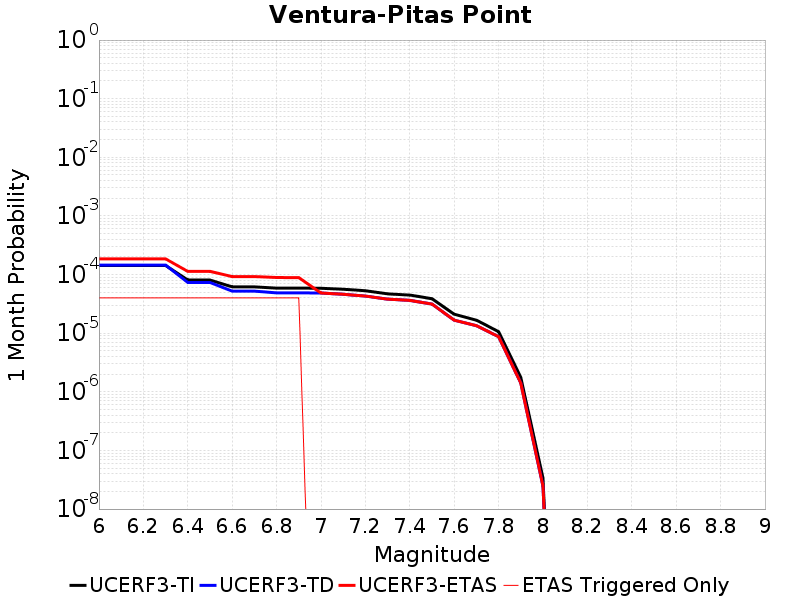 Ventura-Pitas Point
1 Month Probability
10^0
10^-1
10^-2
10^-3
10^-4
10^-5
10^-6
10^-7
10^-8
6 6.2 6.4 6.6 6.8 7 7.2 7.4 7.6 7.8 8 8.2 8.4 8.6 8.8 9
Magnitude
UCERF3-TI UCERF3-TD UCERF3-ETAS ETAS Triggered Only